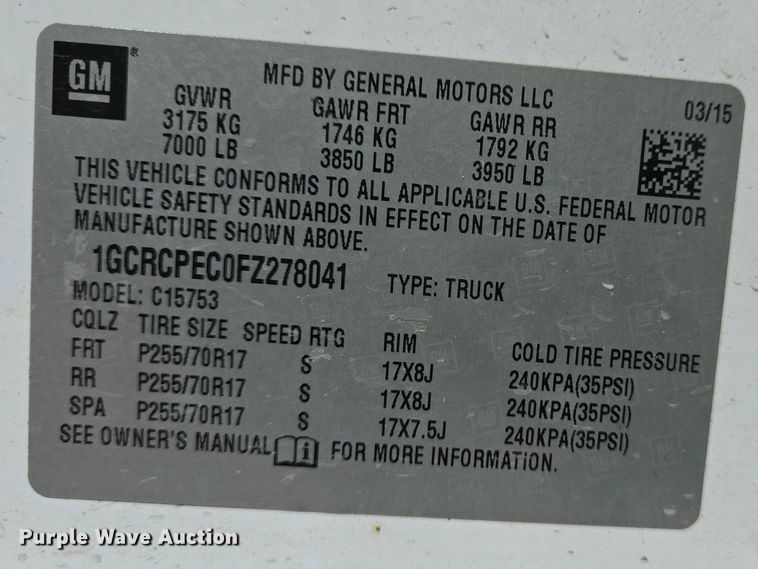 GM
MFD BY GENERAL MOTORS LLC
03/15
GVWR GAWR FRT GAWR RR
3175 KG 1746 KG 1792 KG
7000 LB 3850 LB 3950 LB
THIS VEHICLE CONFORMS TO ALL APPLICABLE U.S. FEDERAL MOTOR
VEHICLE SAFETY STANDARDS IN EFFECT ON THE DATE OF
MANUFACTURE SHOWN ABOVE.
1GCRCPEC0FZ278041 TYPE: TRUCK
MODEL: C15753
CQLZ TIRE SIZE SPEED RTG RIM COLD TIRE PRESSURE
FRT P255/70R17 S 17X8J 240KPA(35PSI)
RR P255/70R17 S 17X8J 240KPA(35PSI)
SPA P255/70R17 S 17X7.5J 240KPA(35PSI)
SEE OWNER'S MANUAL FOR MORE INFORMATION.
Purple Wave Auction